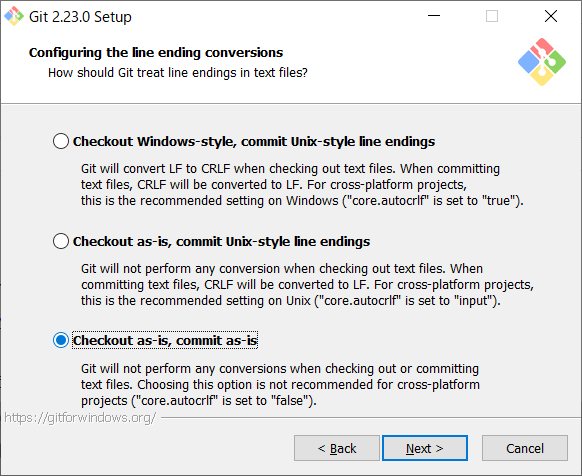 Git 2.23.0 Setup
Configuring the line ending conversions
How should Git treat line endings in text files?
Checkout Windows-style, commit Unix-style line endings
Git will convert LF to CRLF when checking out text files. When committing
text files, CRLF will be converted to LF. For cross-platform projects,
this is the recommended setting on Windows ("core.autocrlf" is set to "true").
Checkout as-is, commit Unix-style line endings
Git will not perform any conversion when checking out text files. When
committing text files, CRLF will be converted to LF. For cross-platform projects,
this is the recommended setting on Unix ("core.autocrlf" is set to "input").
Checkout as-is, commit as-is
Git will not perform any conversions when checking out or committing
text files. Choosing this option is not recommended for cross-platform
projects ("core.autocrlf" is set to "false").
https://gitforwindows.org/
< Back
Next >
Cancel